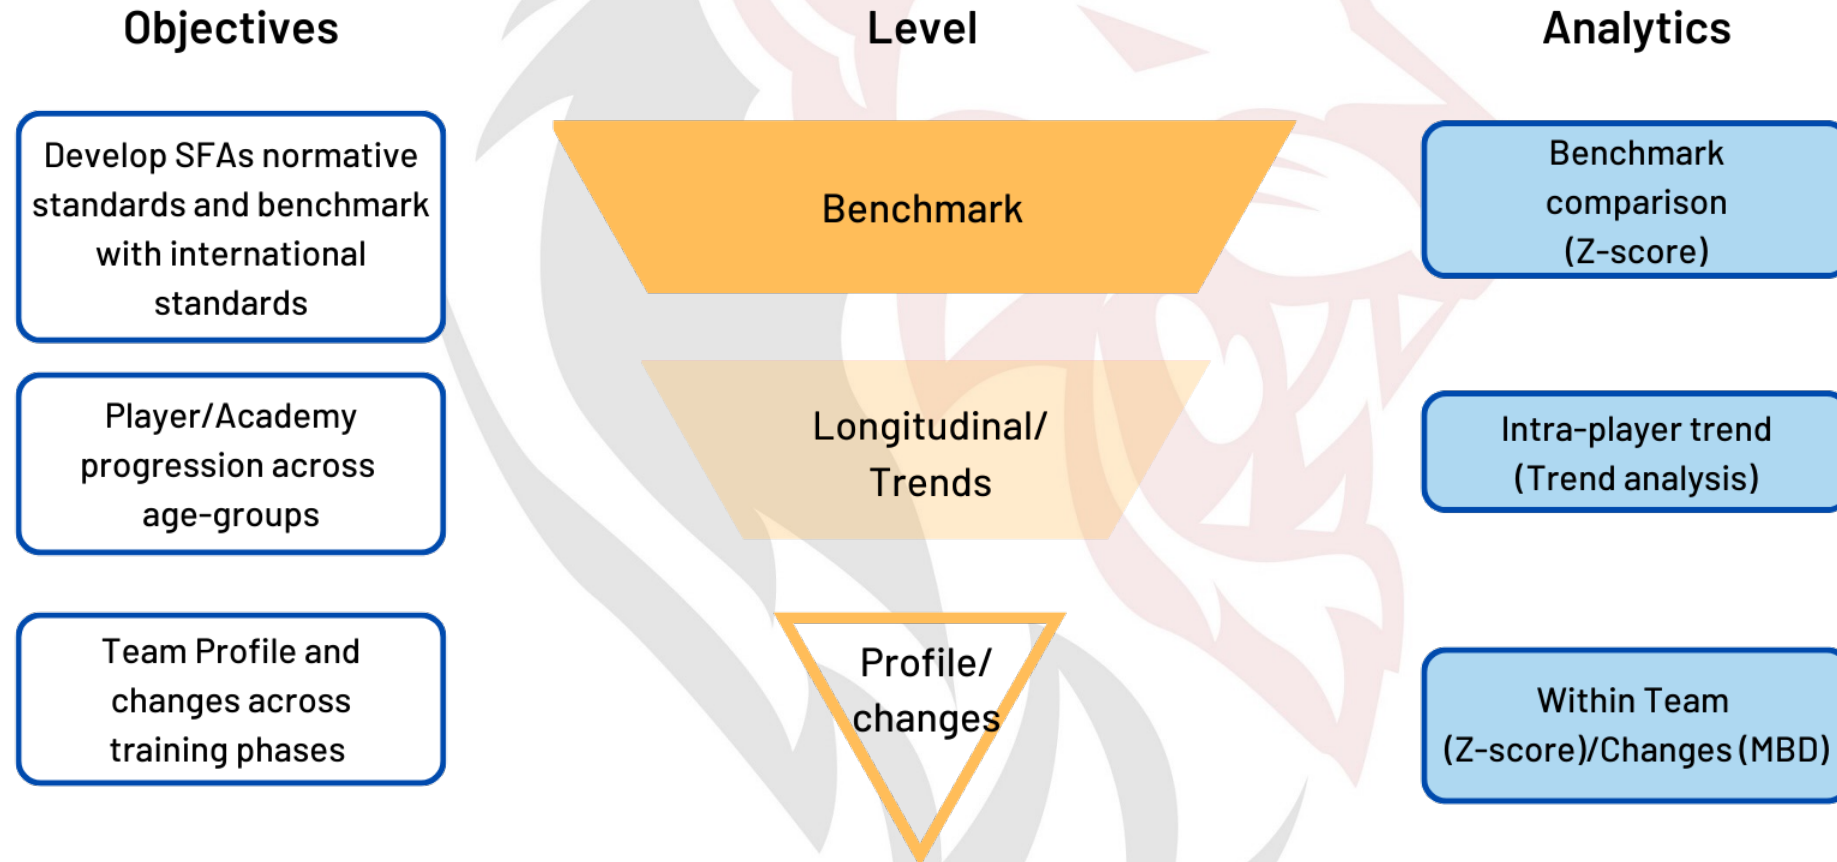 Objectives
Level
Analytics
Develop SFAs normative
standards and benchmark
with international
standards
Benchmark
Benchmark
comparison
(Z-score)
Player/Academy
progression across
age-groups
Longitudinal/
Trends
Intra-player trend
(Trend analysis)
Team Profile and
changes across
training phases
Profile/
changes
Within Team
(Z-score)/Changes (MBD)